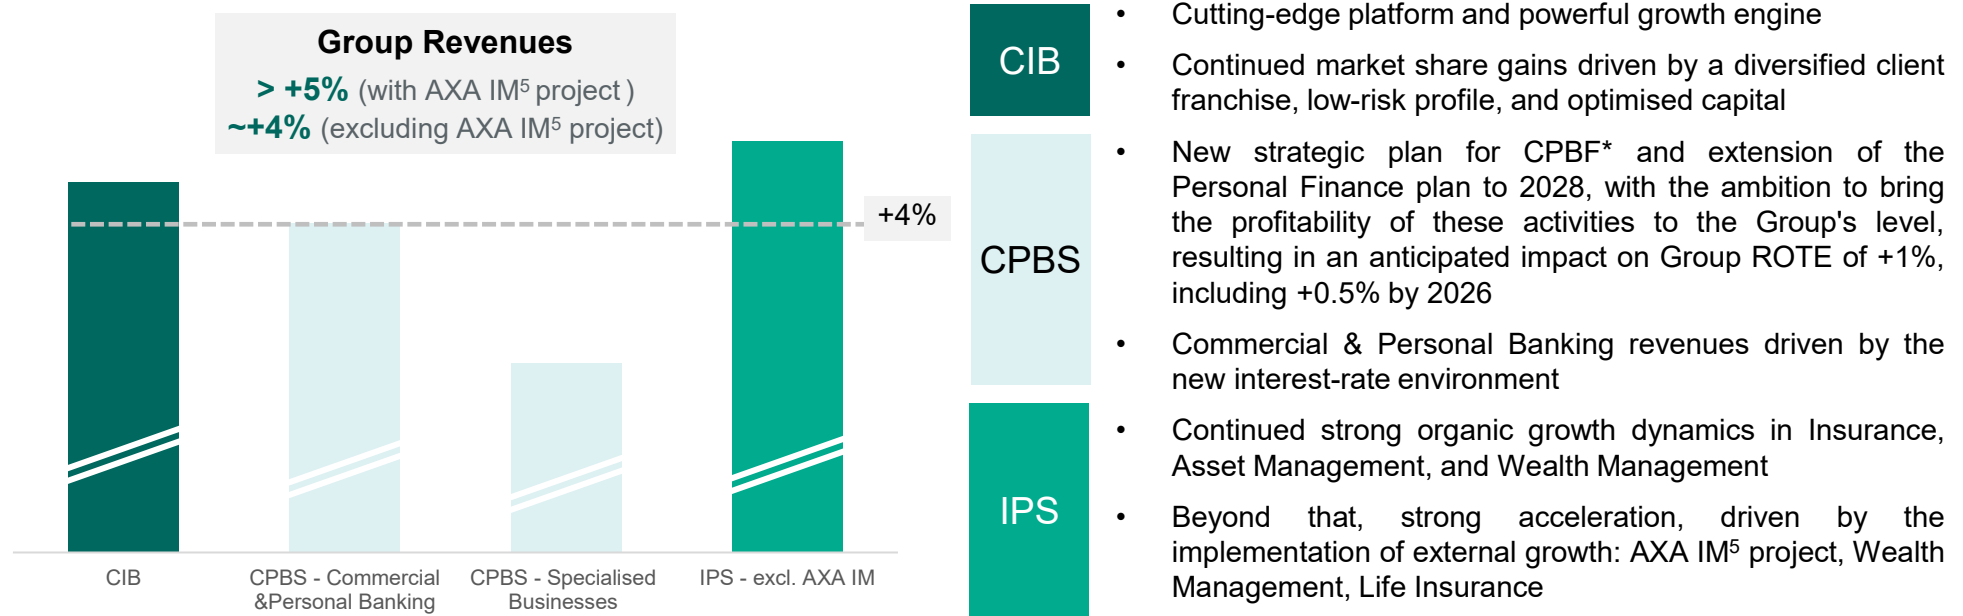 Group Revenues
> +5% (with AXA IM⁵ project )
~+4% (excluding AXA IM⁵ project)
+4%
CIB
CPBS - Commercial
&Personal Banking
CPBS - Specialised
Businesses
IPS - excl. AXA IM
CIB
• Cutting-edge platform and powerful growth engine
• Continued market share gains driven by a diversified client
franchise, low-risk profile, and optimised capital
CPBS
• New strategic plan for CPBF* and extension of the
Personal Finance plan to 2028, with the ambition to bring
the profitability of these activities to the Group's level,
resulting in an anticipated impact on Group ROTE of +1%,
including +0.5% by 2026
• Commercial & Personal Banking revenues driven by the
new interest-rate environment
IPS
• Continued strong organic growth dynamics in Insurance,
Asset Management, and Wealth Management
• Beyond that, strong acceleration, driven by the
implementation of external growth: AXA IM⁵ project, Wealth
Management, Life Insurance